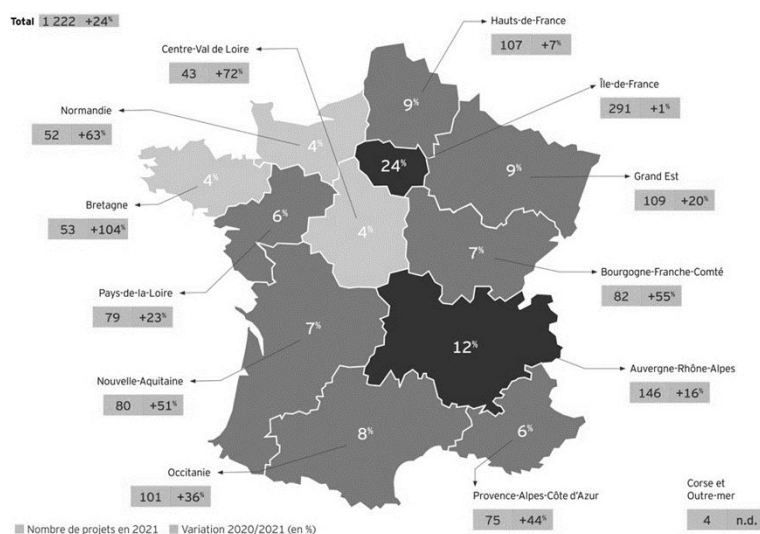 Total 1 222 +24%
Hauts-de-France
107 +7%
Centre-Val de Loire
43 +72%
Île-de-France
291 +1%
Normandie
52 +63%
9%
4%
24%
9%
Grand Est
109 +20%
4%
Bretagne
53 +104%
6%
4%
7%
Bourgogne-Franche-Comté
82 +55%
Pays-de-la-Loire
79 +23%
7%
12%
Auvergne-Rhône-Alpes
146 +16%
Nouvelle-Aquitaine
80 +51%
8%
6%
Occitanie
101 +36%
Provence-Alpes-Côte d'Azur
75 +44%
Corse et
Outre-mer
4 n.d.
Nombre de projets en 2021 Variation 2020/2021 (en %)